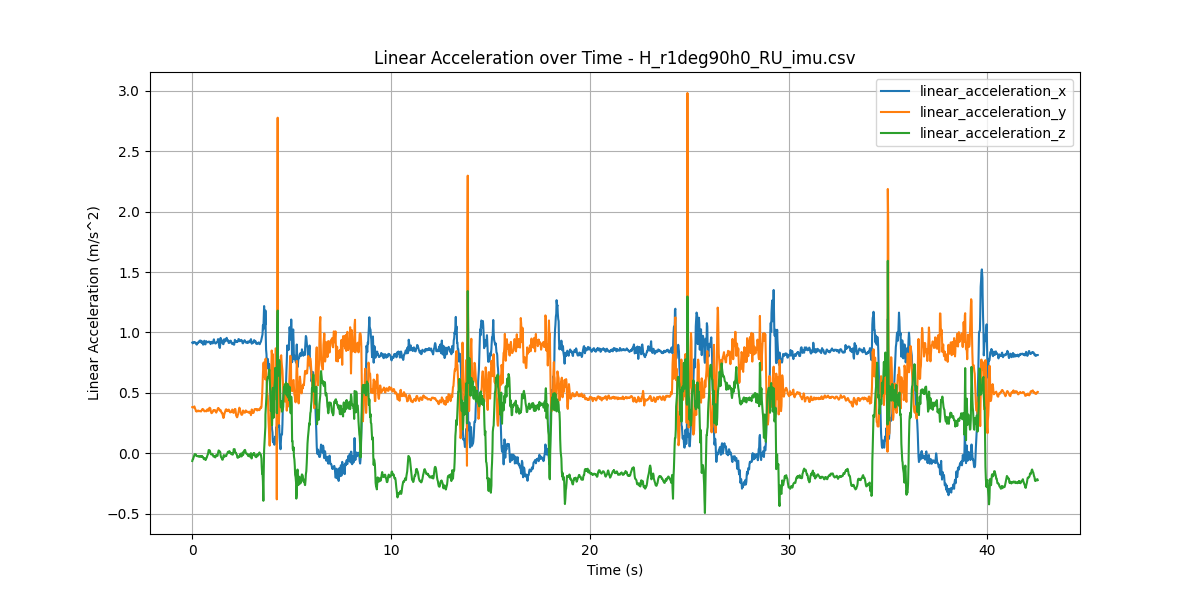 Linear Acceleration over Time - H_r1deg90h0_RU_imu.csv
linear_acceleration_x
linear_acceleration_y
linear_acceleration_z
Linear Acceleration (m/s^2)
3.0
2.5
2.0
1.5
1.0
0.5
0.0
−0.5
0 10 20 30 40
Time (s)